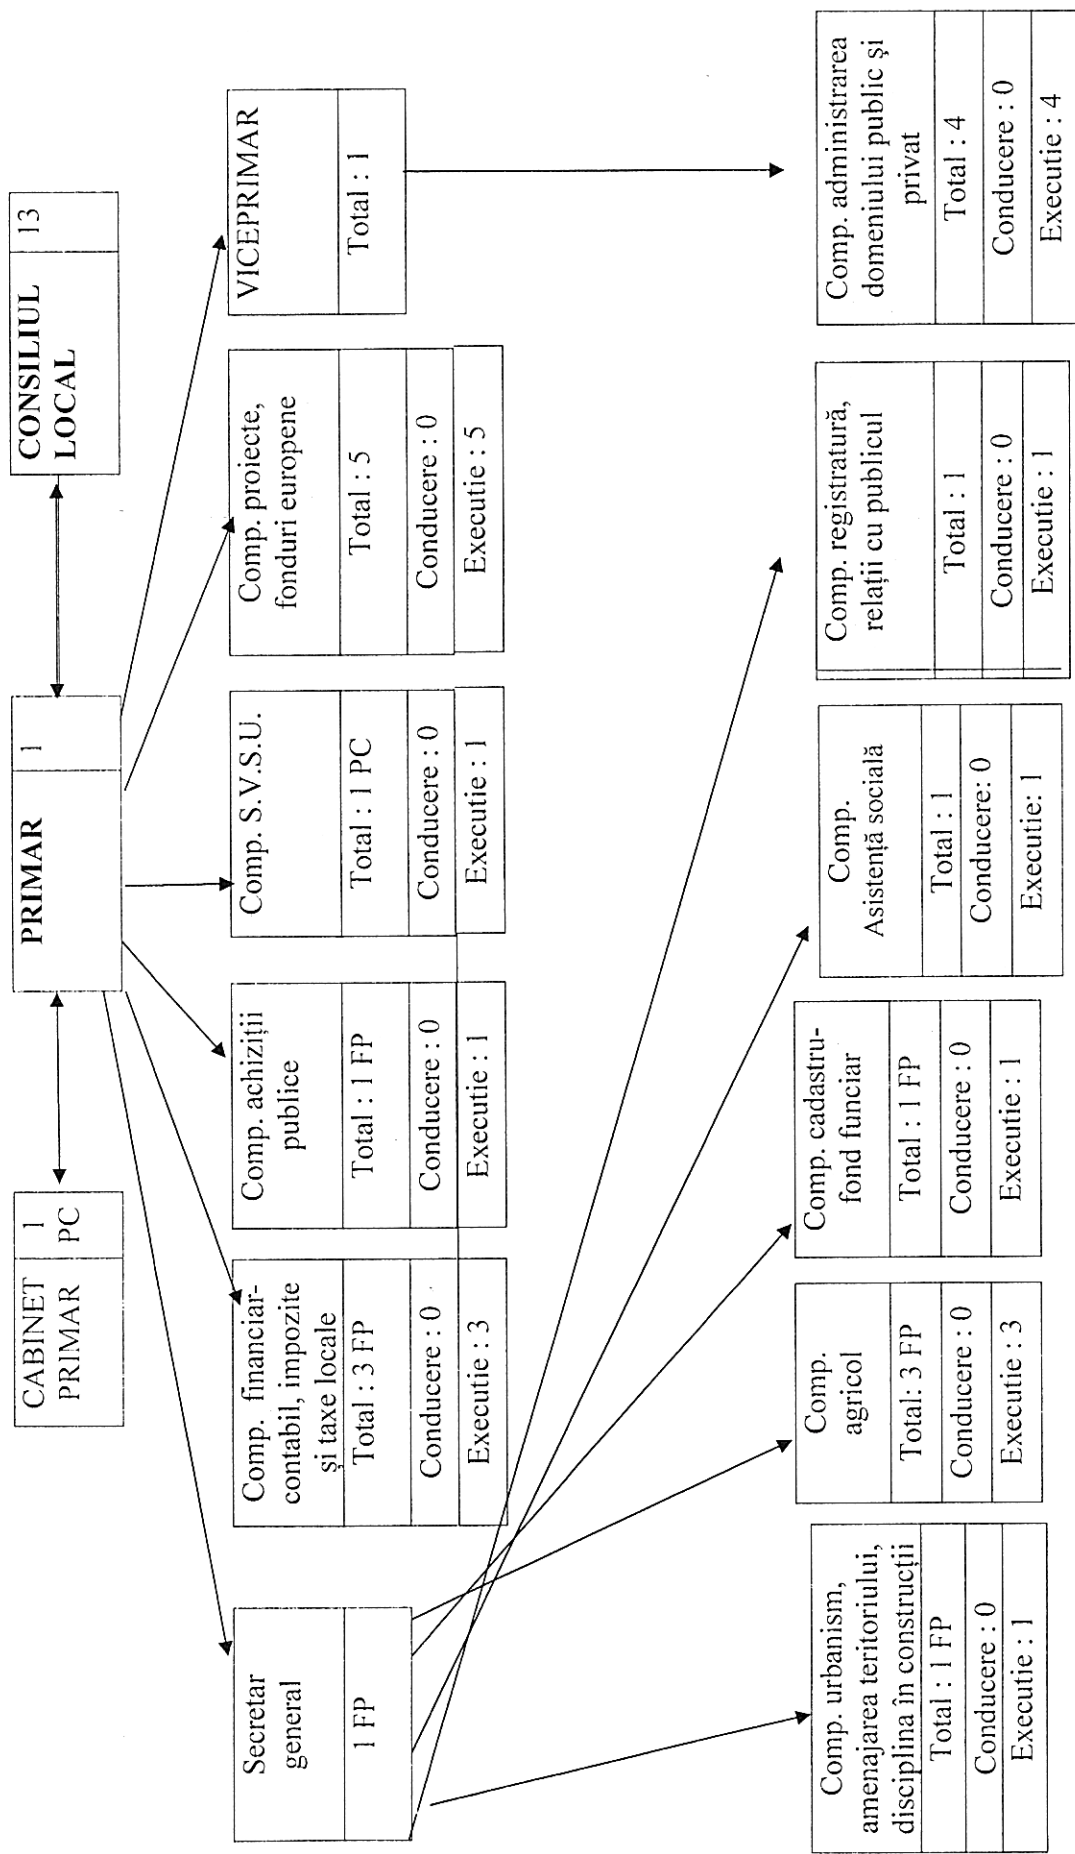 CABINET
PRIMAR
1
PC
PRIMAR
1
CONSILIUL
LOCAL
13
Secretar
general
1 FP
Comp. financiar-
contabil, impozite
și taxe locale
Total : 3 FP
Conducere : 0
Executie : 3
Comp. achiziții
publice
Total : 1 FP
Conducere : 0
Executie : 1
Comp. S.V.S.U.
Total : 1 PC
Conducere : 0
Executie : 1
Comp. proiecte,
fonduri europene
Total : 5
Conducere : 0
Executie : 5
VICEPRIMAR
Total : 1
Comp. urbanism,
amenajarea teritoriului,
disciplina în construcții
Total : 1 FP
Conducere : 0
Executie : 1
Comp.
agricol
Total: 3 FP
Conducere : 0
Executie : 3
Comp. cadastru-
fond funciar
Total : 1 FP
Conducere : 0
Executie : 1
Comp.
Asistență socială
Total : 1
Conducere: 0
Executie: 1
Comp. registratură,
relații cu publicul
Total : 1
Conducere : 0
Executie : 1
Comp. administrarea
domeniului public și
privat
Total : 4
Conducere : 0
Executie : 4